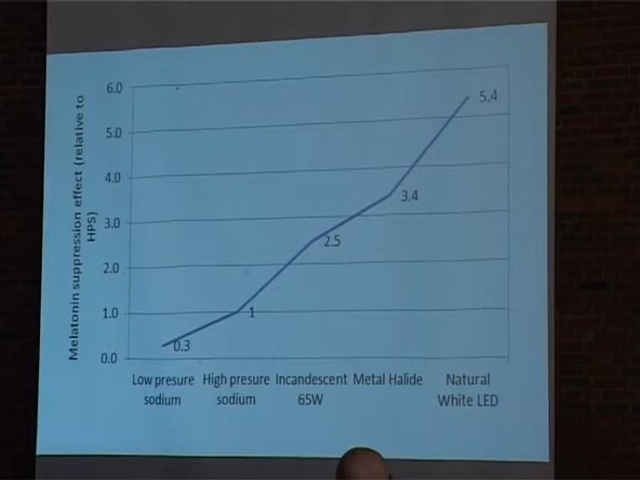 Melatonin suppression effect (relative to
HPS)
6.0
5.0
4.0
3.0
2.0
1.0
0.0
0.3
1
2.5
3.4
5.4
Low presure
sodium
High presure
sodium
Incandescent
65W
Metal Halide
Natural
White LED